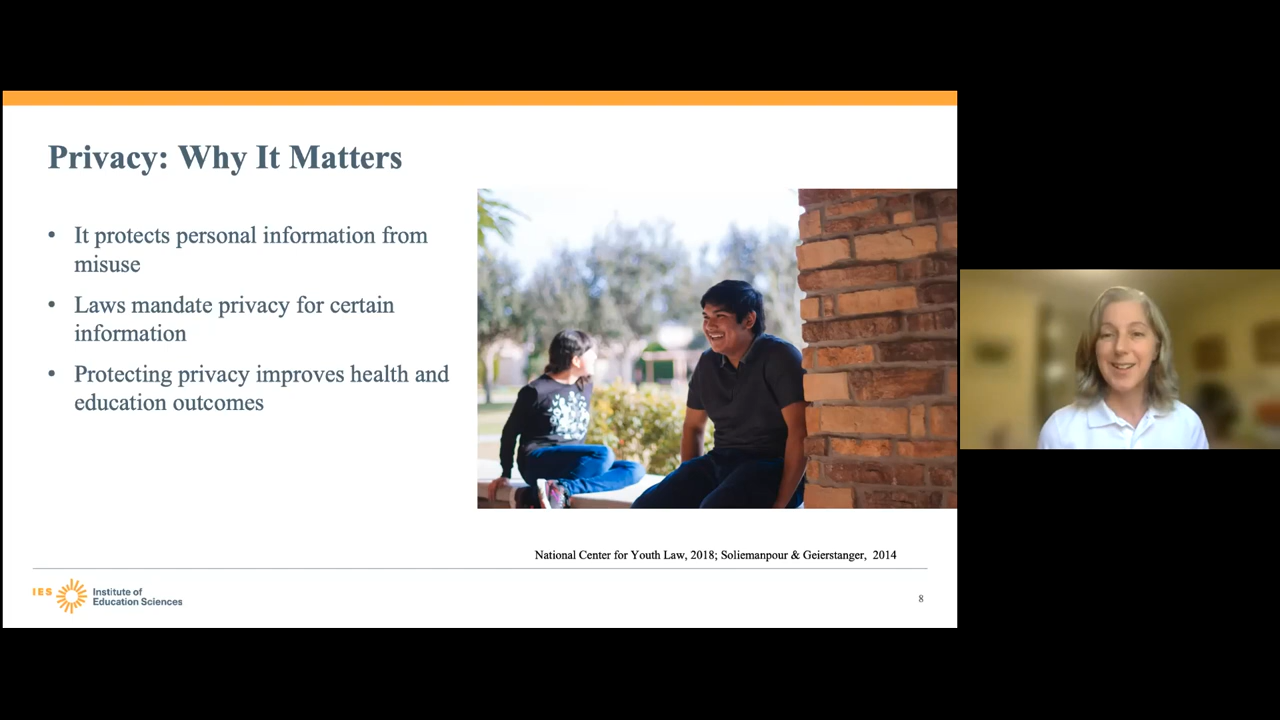 Privacy: Why It Matters
• It protects personal information from
misuse
• Laws mandate privacy for certain
information
• Protecting privacy improves health and
education outcomes
National Center for Youth Law, 2018; Soliemanpour & Geierstanger, 2014
IES Institute of
Education Sciences
8